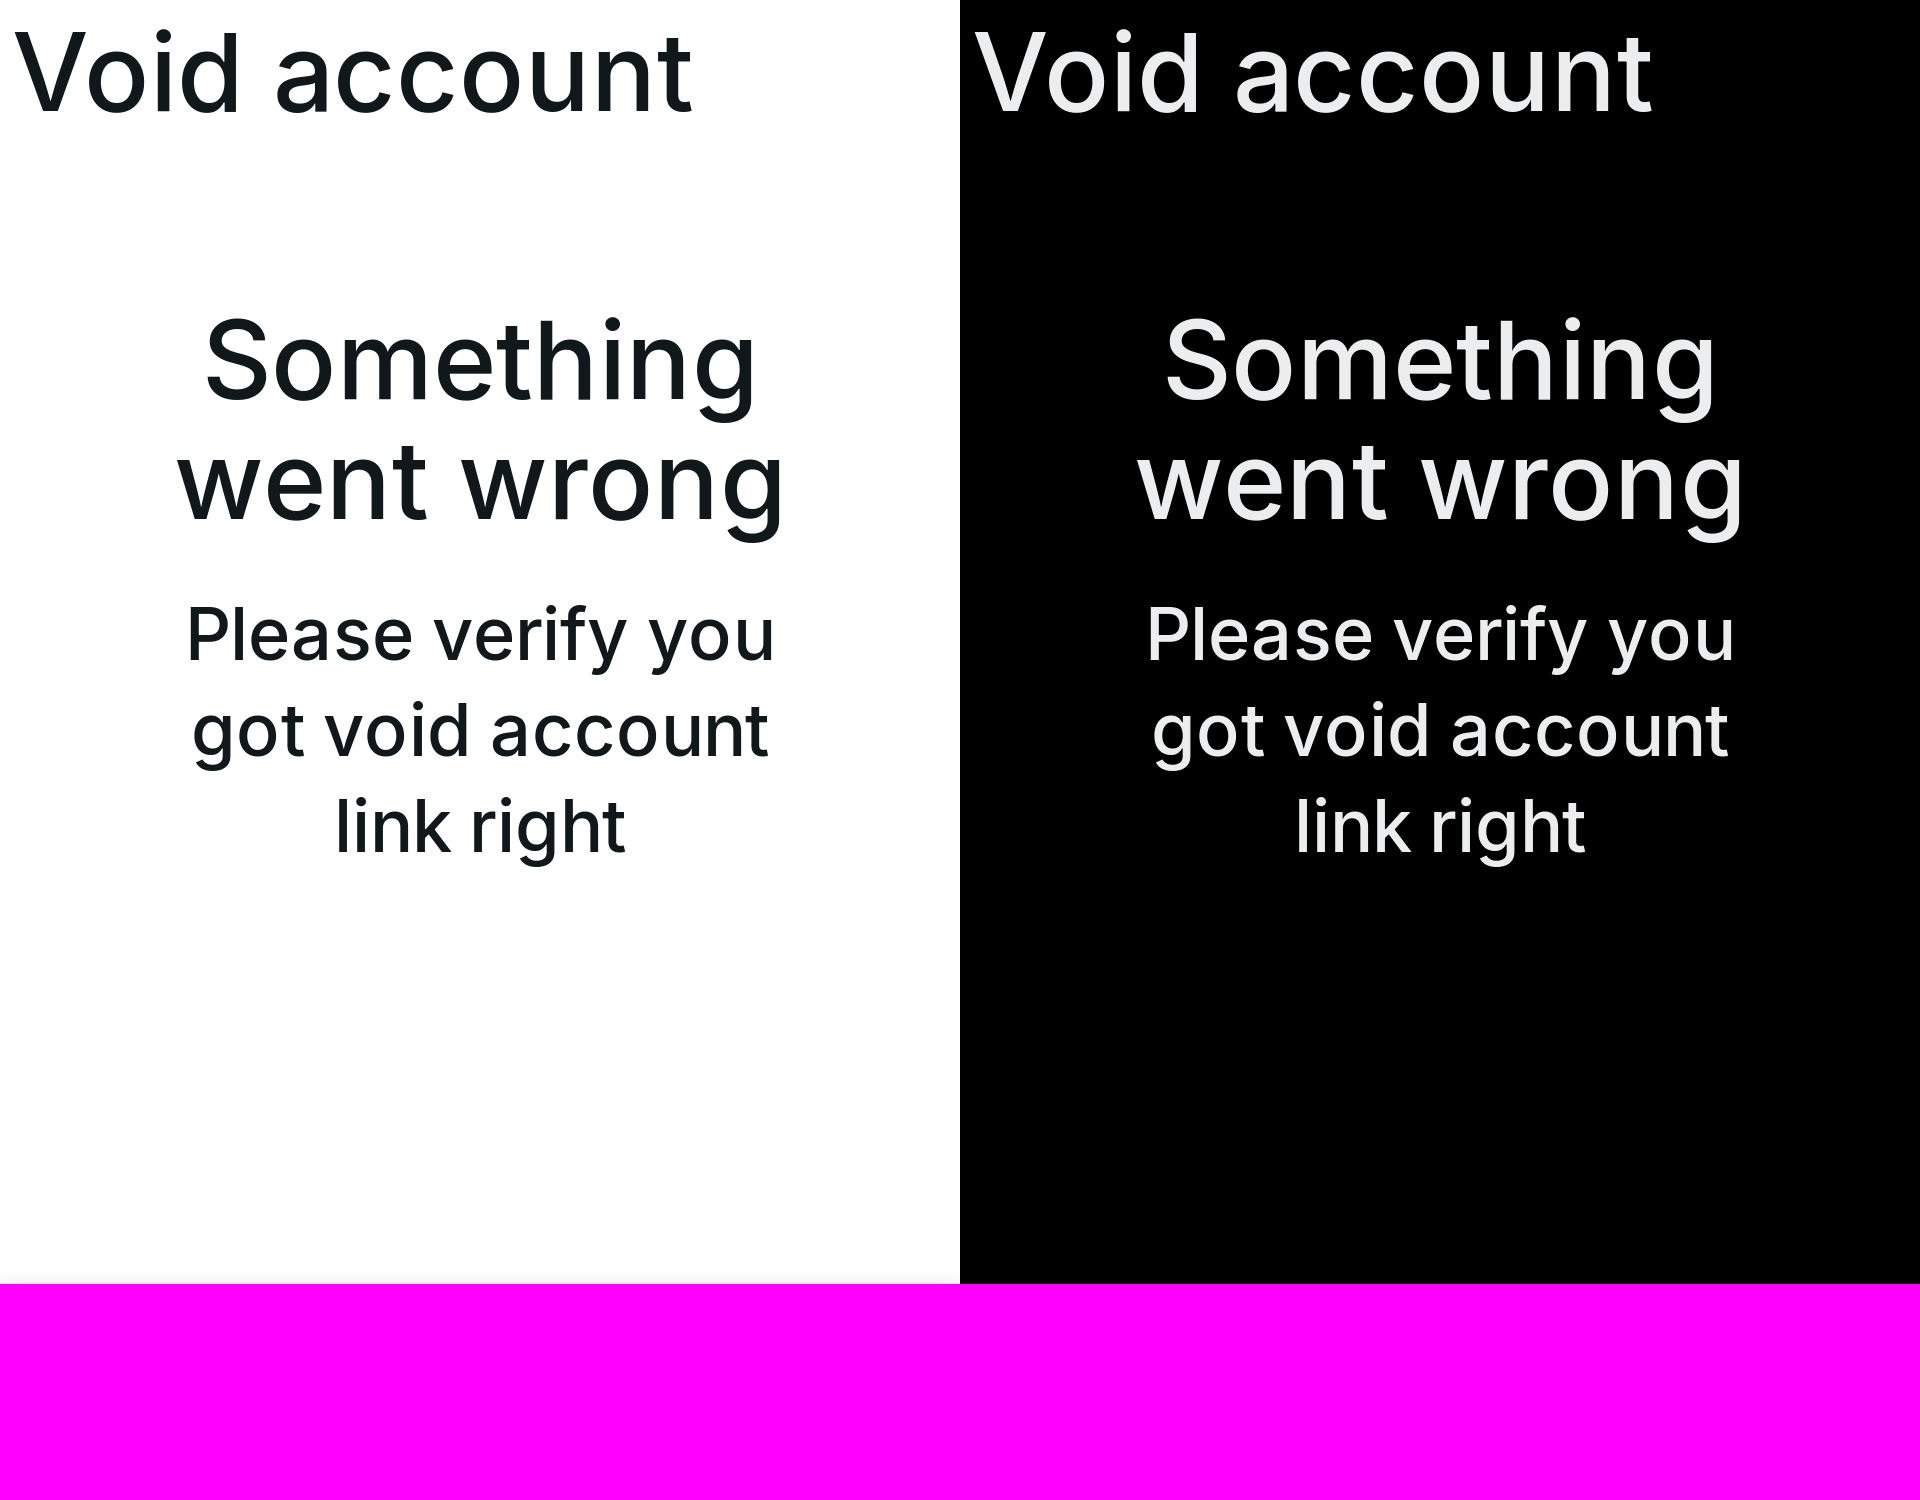 Void account
Something
went wrong
Please verify you
got void account
link right
Void account
Something
went wrong
Please verify you
got void account
link right